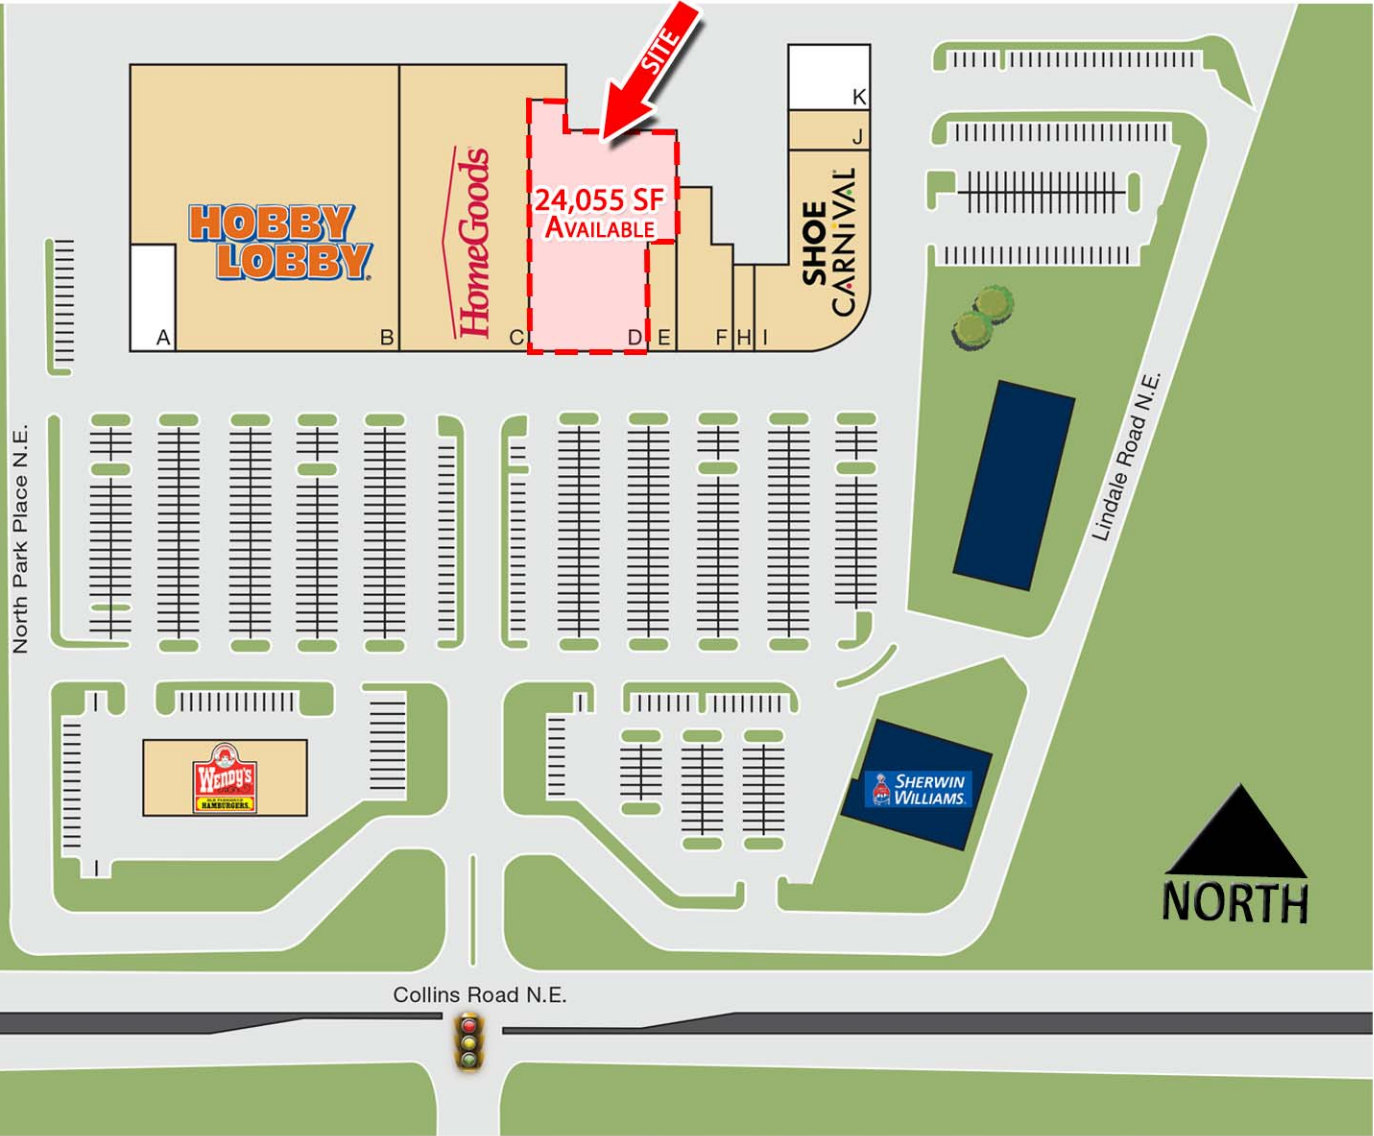 SITE
K
J
HOBBY
LOBBY
HomeGoods
24,055 SF
AVAILABLE
SHOE
CARNIVAL
A
B
C
D
E
F
H
I
North Park Place N.E.
Lindale Road N.E.
WENDY'S
HAMBURGERS.
SHERWIN
WILLIAMS.
NORTH
Collins Road N.E.